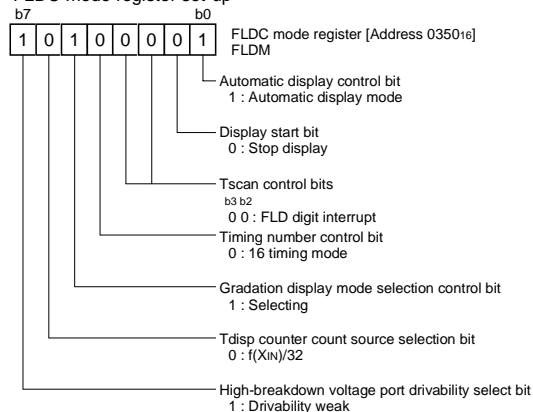 FLDC mode register set-up
b7 b0
1 0 1 0 0 0 0 1
FLDC mode register [Address 035016]
FLDM
Automatic display control bit
1 : Automatic display mode
Display start bit
0 : Stop display
Tscan control bits
b3 b2
0 0 : FLD digit interrupt
Timing number control bit
0 : 16 timing mode
Gradation display mode selection control bit
1 : Selecting
Tdisp counter count source selection bit
0 : f(XIN)/32
High-breakdown voltage port drivability select bit
1 : Drivability weak